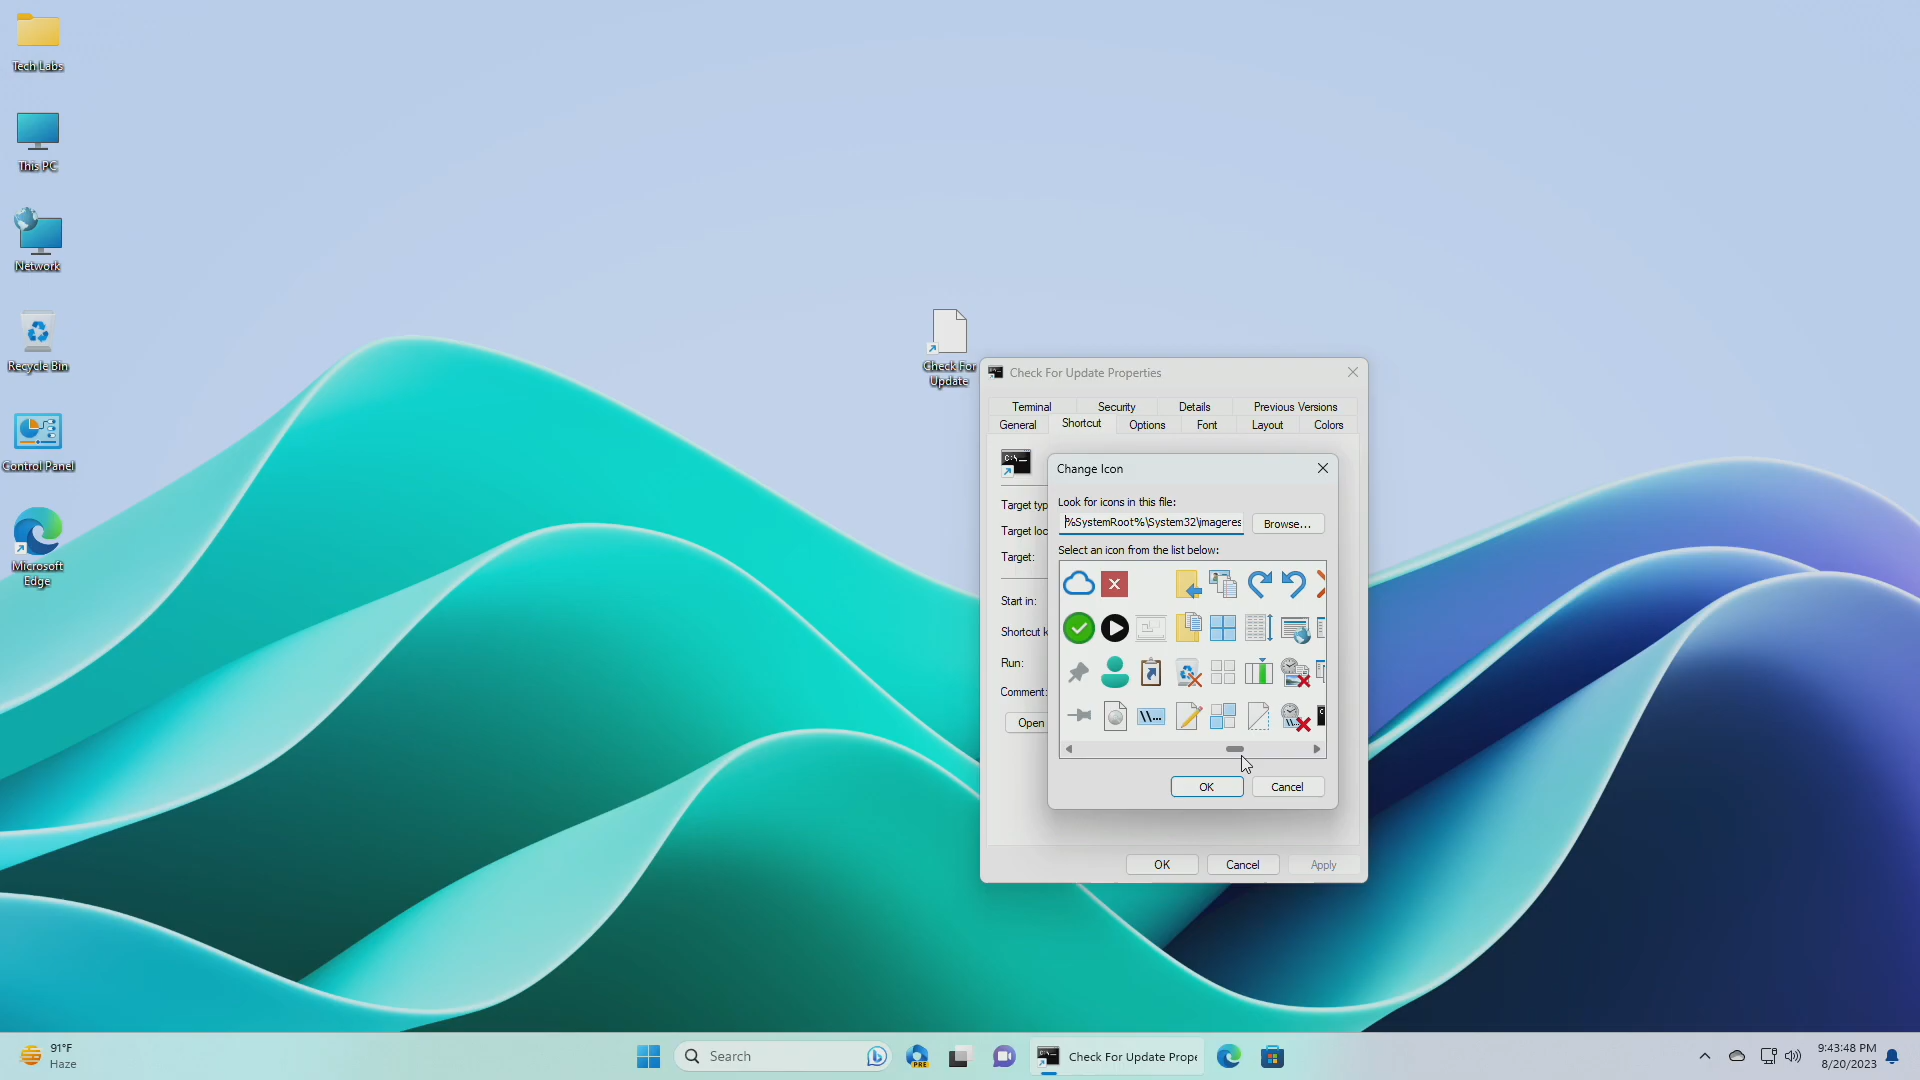 Tech Labs
This PC
Network
Recycle Bin
Control Panel
Microsoft
Edge
Check For
Update
Check For Update Properties
Terminal
Security
Details
Previous Versions
General
Shortcut
Options
Font
Layout
Colors
C:\
Target typ
Target loc
Target:
Start in:
Shortcut k
Run:
Comment:
Open
Change Icon
Look for icons in this file:
%SystemRoot%\System32\imageres
Browse...
Select an icon from the list below:
\\...
OK
Cancel
OK
Cancel
Apply
91°F
Haze
Search
PRE
Check For Update Prope
9:43:48 PM
8/20/2023